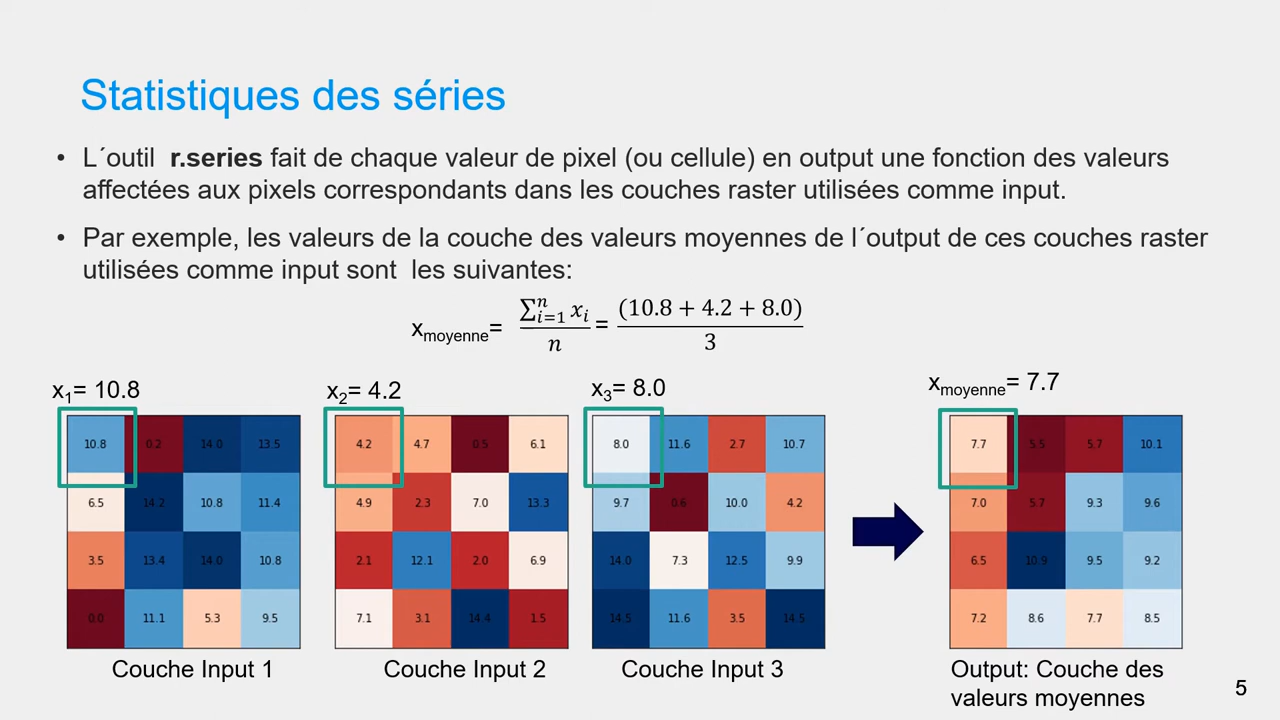 Statistiques des séries
• L´outil r.series fait de chaque valeur de pixel (ou cellule) en output une fonction des valeurs
affectées aux pixels correspondants dans les couches raster utilisées comme input.
• Par exemple, les valeurs de la couche des valeurs moyennes de l´output de ces couches raster
utilisées comme input sont les suivantes:
x_moyenne = \frac{\sum_{i=1}^{n} x_i}{n} = \frac{(10.8 + 4.2 + 8.0)}{3}
x1= 10.8
10.8 0.2 14.0 13.5
6.5 14.2 10.8 11.4
3.5 13.4 14.0 10.8
0.0 11.1 5.3 9.5
Couche Input 1
x2= 4.2
4.2 4.7 0.5 6.1
4.9 2.3 7.0 13.3
2.1 12.1 2.0 6.9
7.1 3.1 14.4 1.5
Couche Input 2
x3= 8.0
8.0 11.6 2.7 10.7
9.7 0.6 10.0 4.2
14.0 7.3 12.5 9.9
14.5 11.6 3.5 14.5
Couche Input 3
xmoyenne= 7.7
7.7 5.5 5.7 10.1
7.0 5.7 9.3 9.6
6.5 10.9 9.5 9.2
7.2 8.6 7.7 8.5
Output: Couche des
valeurs moyennes
5